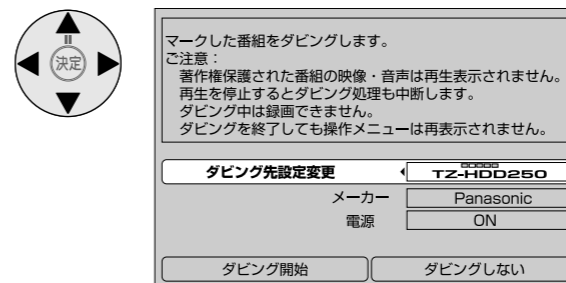 決定
マークした番組をダビングします。
ご注意：
著作権保護された番組の映像・音声は再生表示されません。
再生を停止するとダビング処理も中断します。
ダビング中は録画できません。
ダビングを終了しても操作メニューは再表示されません。
ダビング先設定変更 TZ-HDD250
メーカー Panasonic
電源 ON
ダビング開始 ダビングしない